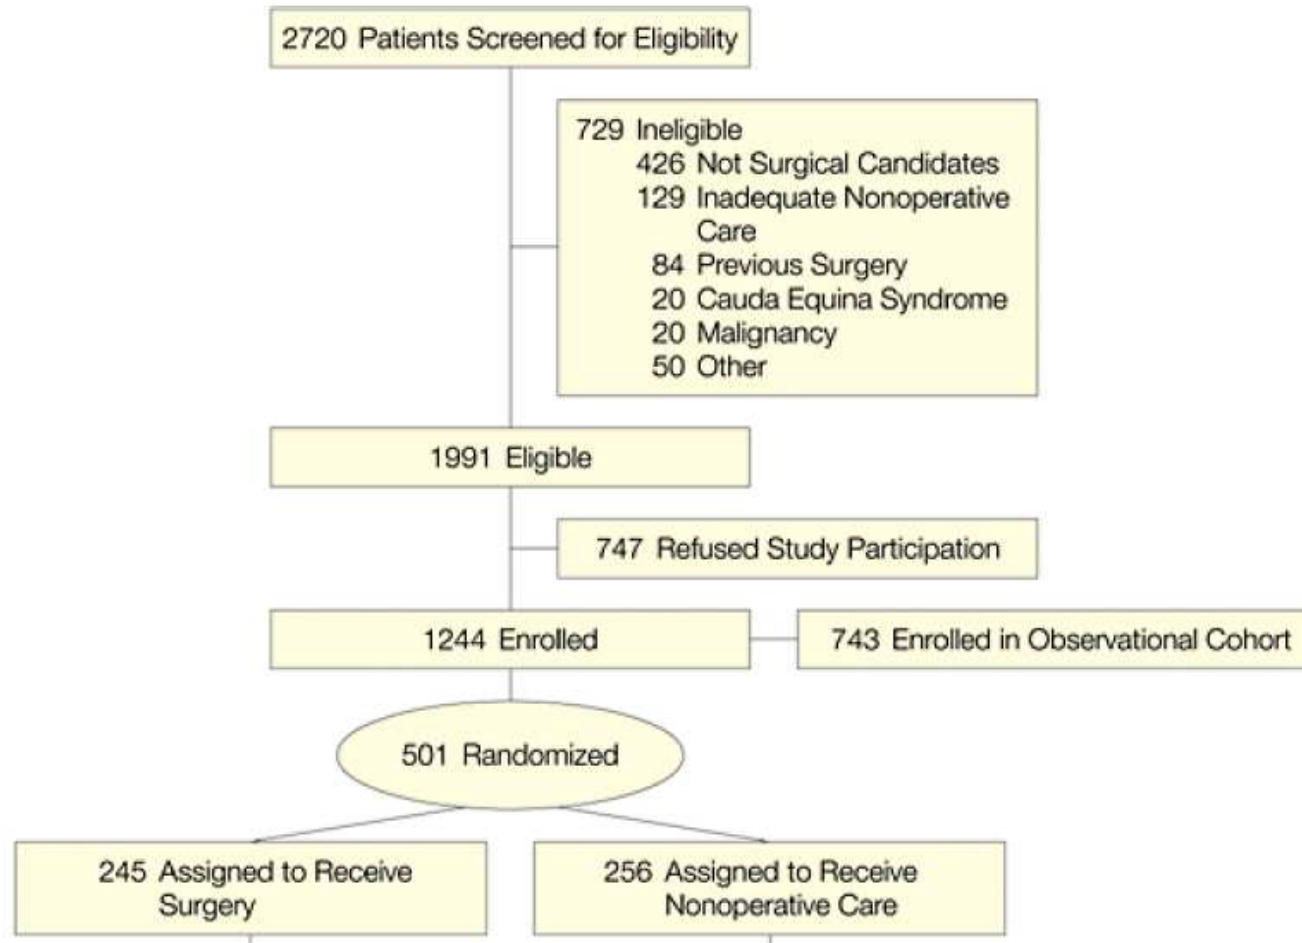 2720 Patients Screened for Eligibility
729 Ineligible
426 Not Surgical Candidates
129 Inadequate Nonoperative
Care
84 Previous Surgery
20 Cauda Equina Syndrome
20 Malignancy
50 Other
1991 Eligible
747 Refused Study Participation
1244 Enrolled
743 Enrolled in Observational Cohort
501 Randomized
245 Assigned to Receive
Surgery
256 Assigned to Receive
Nonoperative Care